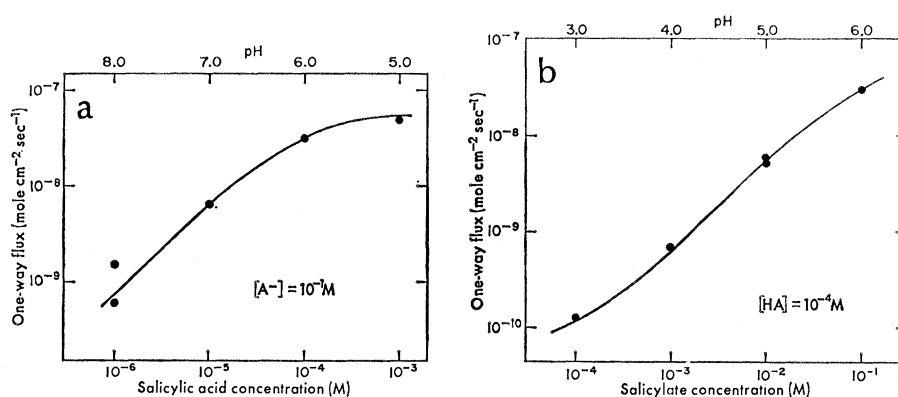 pH
8.0 7.0 6.0 5.0
a
One-way flux (mole cm⁻² sec⁻¹)
10⁻⁷
10⁻⁸
10⁻⁹
[A⁻] = 10⁻¹M
10⁻⁶ 10⁻⁵ 10⁻⁴ 10⁻³
Salicylic acid concentration (M)
pH
3.0 4.0 5.0 6.0
b
One-way flux (mole cm⁻² sec⁻¹)
10⁻⁷
10⁻⁸
10⁻⁹
10⁻¹⁰
[HA] = 10⁻⁴M
10⁻⁴ 10⁻³ 10⁻² 10⁻¹
Salicylate concentration (M)